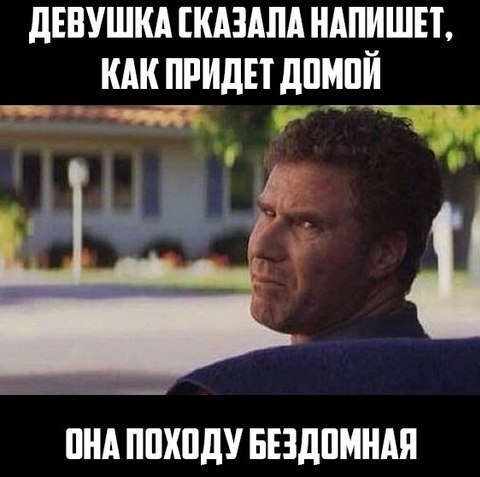 ДЕВУШКА СКАЗАЛА НАПИШЕТ,
КАК ПРИДЕТ ДОМОЙ
ОНА ПОХОДУ БЕЗДОМНАЯ